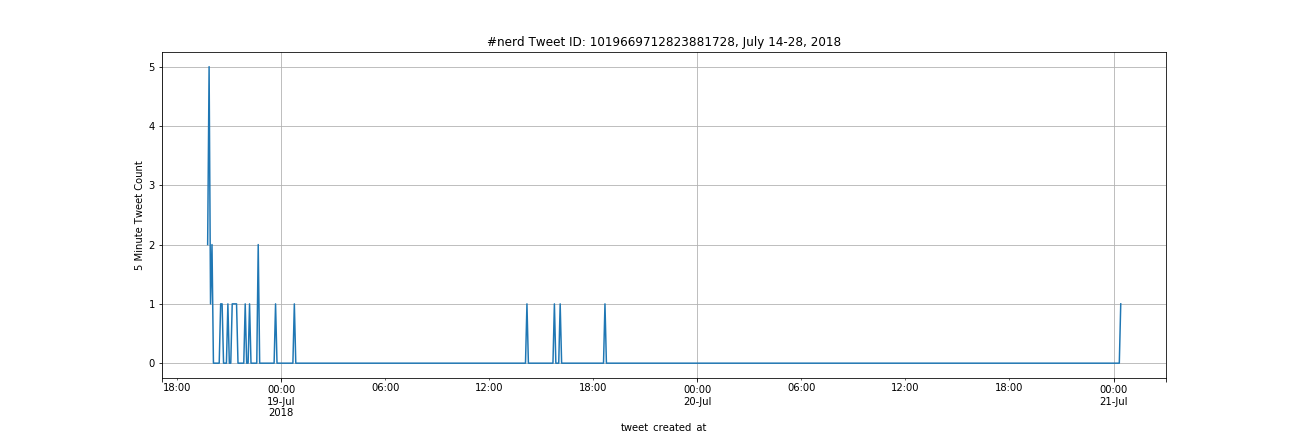 #nerd Tweet ID: 1019669712823881728, July 14-28, 2018
5 Minute Tweet Count
5
4
3
2
1
0
18:00 00:00 06:00 12:00 18:00 00:00 06:00 12:00 18:00 00:00
19-Jul 20-Jul 21-Jul
2018
tweet_created_at